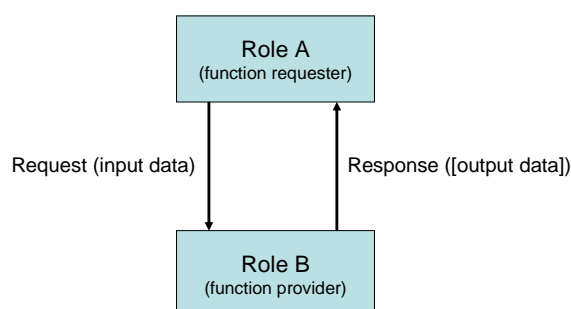 Role A
(function requester)
Request (input data)
Response ([output data])
Role B
(function provider)